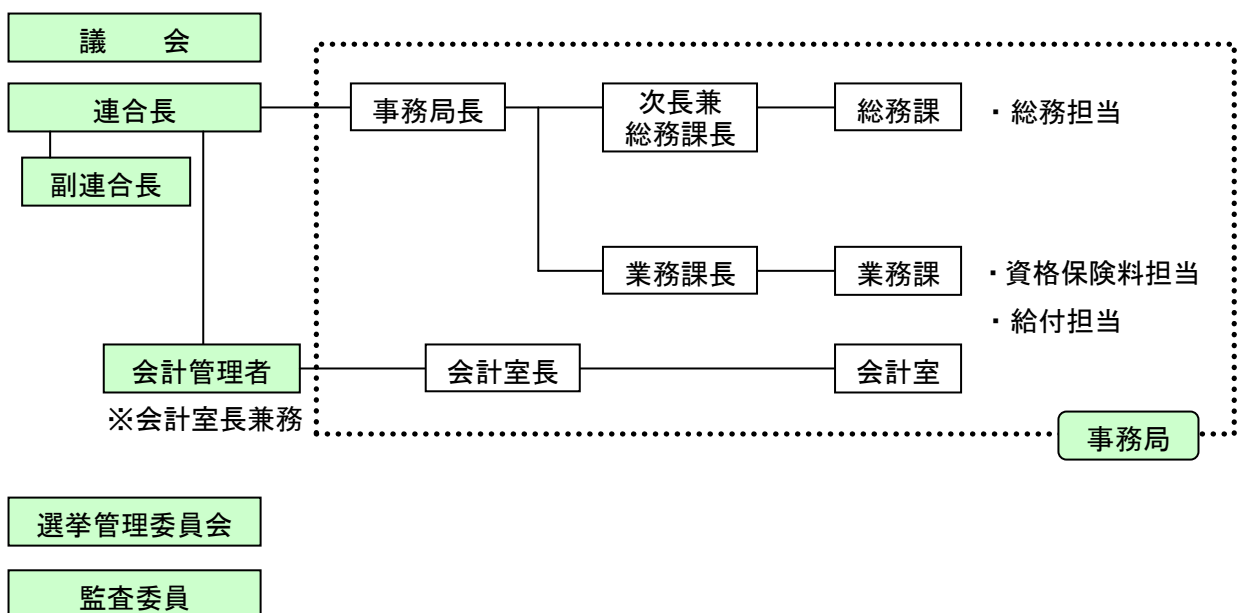 議　　会
連合長
事務局長
次長兼
総務課長
総務課
・総務担当
副連合長
業務課長
業務課
・資格保険料担当
・給付担当
会計管理者
会計室長
会計室
※会計室長兼務
事務局
選挙管理委員会
監査委員